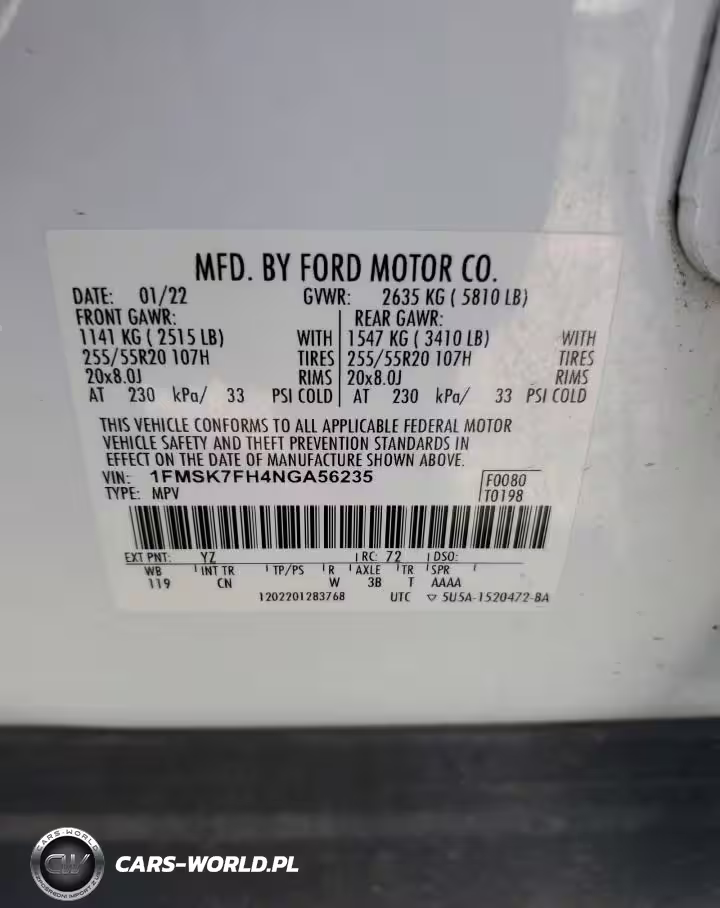 MFD. BY FORD MOTOR CO.
DATE: 01/22 GVWR: 2635 KG ( 5810 LB)
FRONT GAWR: REAR GAWR:
1141 KG ( 2515 LB) WITH 1547 KG ( 3410 LB) WITH
255/55R20 107H TIRES 255/55R20 107H TIRES
20x8.0J RIMS 20x8.0J RIMS
AT 230 kPa/ 33 PSI COLD AT 230 kPa/ 33 PSI COLD
THIS VEHICLE CONFORMS TO ALL APPLICABLE FEDERAL MOTOR
VEHICLE SAFETY AND THEFT PREVENTION STANDARDS IN
EFFECT ON THE DATE OF MANUFACTURE SHOWN ABOVE.
VIN: 1FMSK7FH4NGA56235 F0080
TYPE: MPV T0198
EXT PNT: YZ RC: 72 DSO:
WB INT TR TP/PS R AXLE TR SPR
119 CN W 3B T AAAA
1202201283768 UTC ▽ 5U5A-1520472-BA
CARS-WORLD
CW
CARS-WORLD.PL